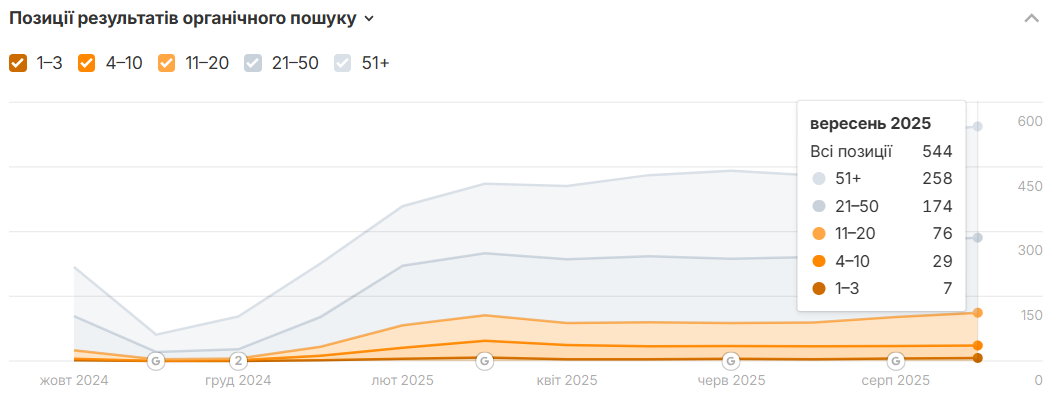 Позиції результатів органічного пошуку
1–3 4–10 11–20 21–50 51+
вересень 2025
Всі позиції 544
51+ 258
21–50 174
11–20 76
4–10 29
1–3 7
600
450
300
150
0
G 2 G G G
жовт 2024 груд 2024 лют 2025 квіт 2025 черв 2025 серп 2025